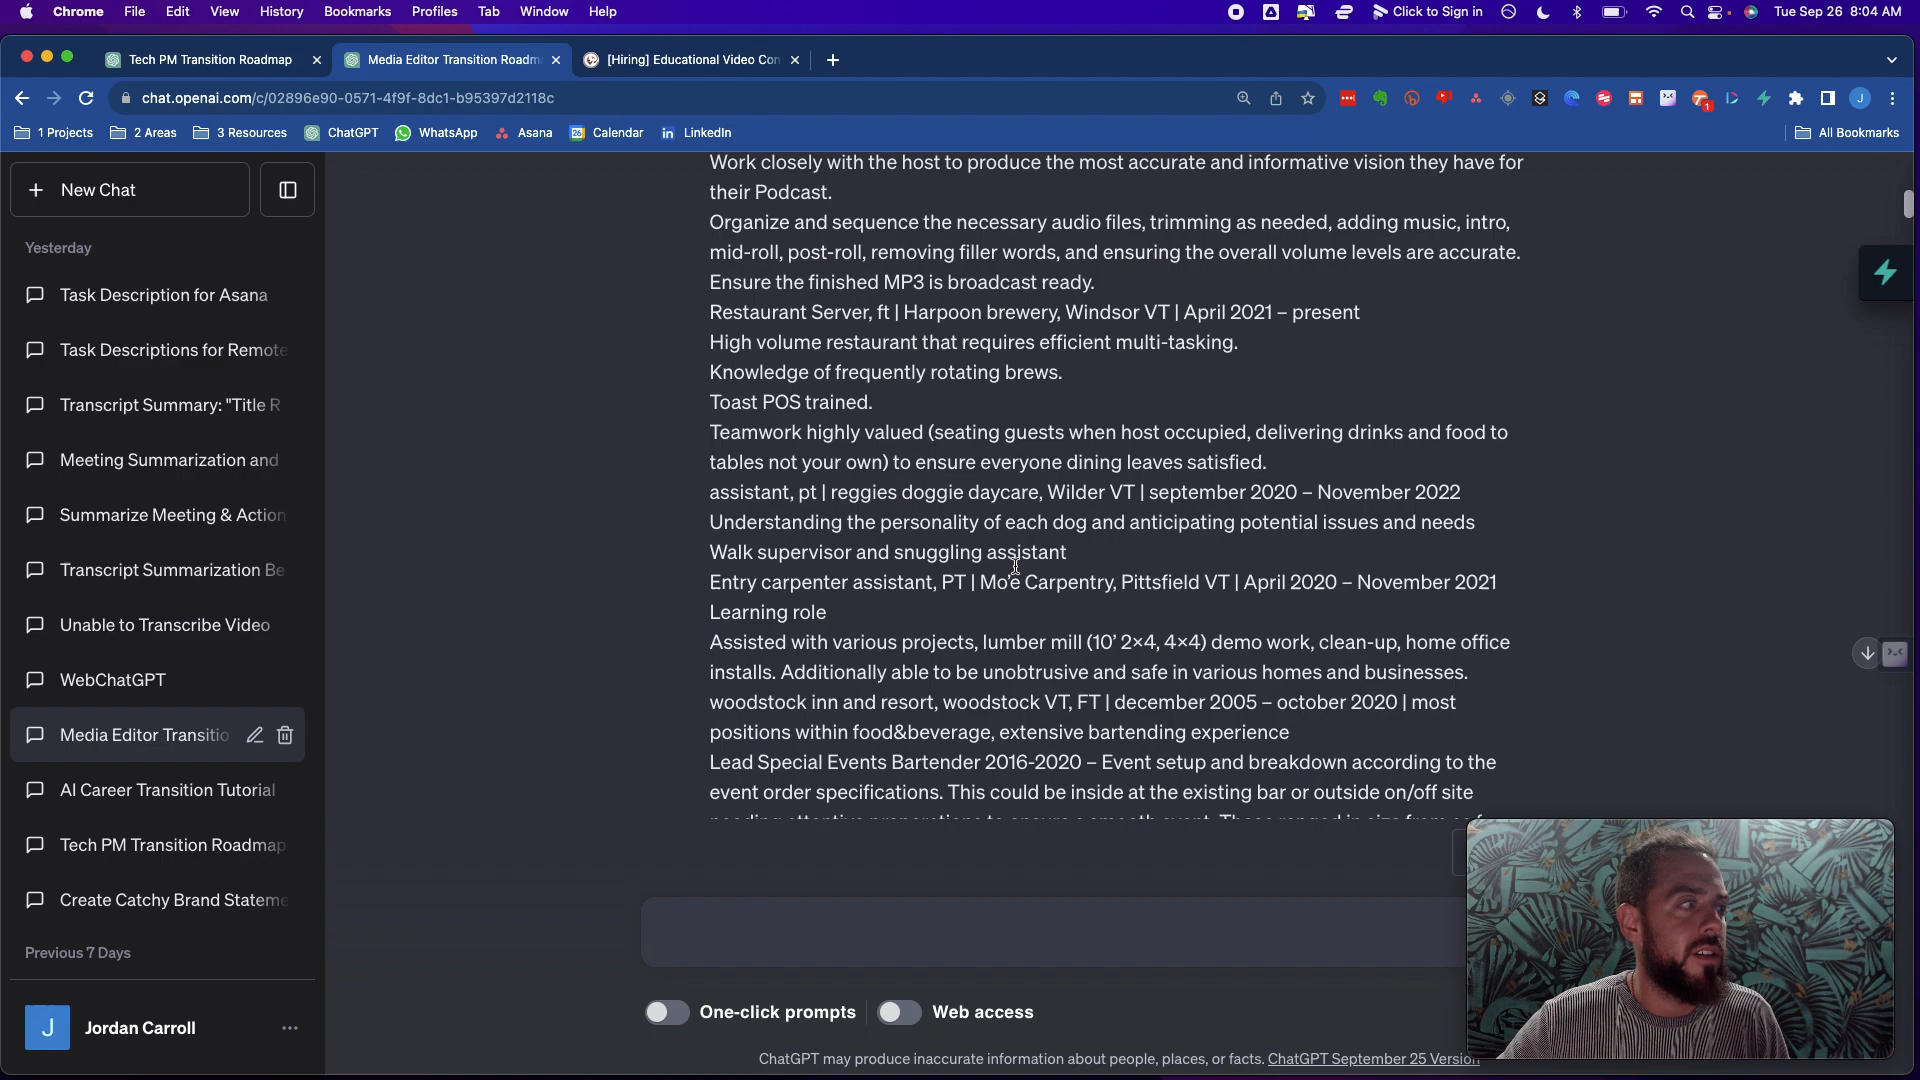 Chrome File Edit View History Bookmarks Profiles Tab Window Help
Click to Sign in
Tue Sep 26 8:04 AM
Tech PM Transition Roadmap
Media Editor Transition Roadm
[Hiring] Educational Video Con
chat.openai.com/c/02896e90-0571-4f9f-8dc1-b95397d2118c
1
1 Projects 2 Areas 3 Resources ChatGPT WhatsApp 26 Calendar in LinkedIn
Asana
All Bookmarks
New Chat
Yesterday
Task Description for Asana
Task Descriptions for Remote
Transcript Summary: "Title R
Meeting Summarization and
Summarize Meeting & Action
Transcript Summarization Be
Unable to Transcribe Video
WebChatGPT
Media Editor Transitio
AI Career Transition Tutorial
Tech PM Transition Roadmap
Create Catchy Brand Stateme
Previous 7 Days
J
Jordan Carroll
Work closely with the host to produce the most accurate and informative vision they have for
their Podcast.
Organize and sequence the necessary audio files, trimming as needed, adding music, intro,
mid-roll, post-roll, removing filler words, and ensuring the overall volume levels are accurate.
Ensure the finished MP3 is broadcast ready.
Restaurant Server, ft | Harpoon brewery, Windsor VT | April 2021 – present
High volume restaurant that requires efficient multi-tasking.
Knowledge of frequently rotating brews.
Toast POS trained.
Teamwork highly valued (seating guests when host occupied, delivering drinks and food to
tables not your own) to ensure everyone dining leaves satisfied.
assistant, pt | reggies doggie daycare, Wilder VT | september 2020 – November 2022
Understanding the personality of each dog and anticipating potential issues and needs
Walk supervisor and snuggling assistant
Entry carpenter assistant, PT | Mo'e Carpentry, Pittsfield VT | April 2020 – November 2021
Learning role
Assisted with various projects, lumber mill (10’ 2×4, 4×4) demo work, clean-up, home office
installs. Additionally able to be unobtrusive and safe in various homes and businesses.
woodstock inn and resort, woodstock VT, FT | december 2005 – october 2020 | most
positions within food&beverage, extensive bartending experience
Lead Special Events Bartender 2016-2020 – Event setup and breakdown according to the
event order specifications. This could be inside at the existing bar or outside on/off site
One-click prompts
Web access
ChatGPT may produce inaccurate information about people, places, or facts. ChatGPT September 25 Version